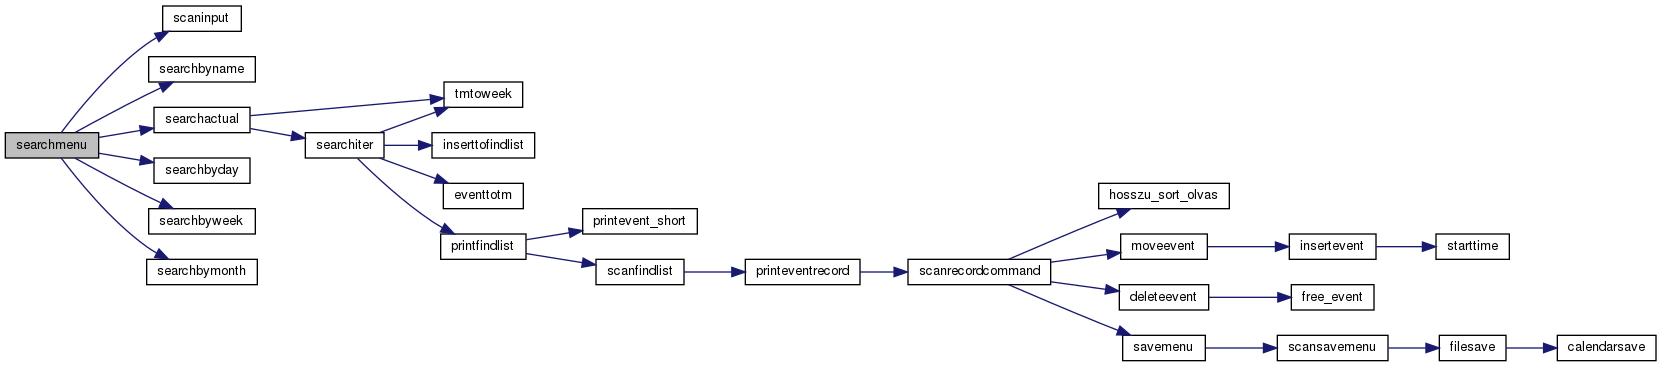 scaninput
searchbyname
searchactual
searchmenu
searchbyday
searchbyweek
searchbymonth
tmtoweek
searchiter
inserttofindlist
eventtotm
printfindlist
printevent_short
scanfindlist
printeventrecord
scanrecordcommand
hosszu_sort_olvas
moveevent
insertevent
starttime
deleteevent
free_event
savemenu
scansavemenu
filesave
calendarsave